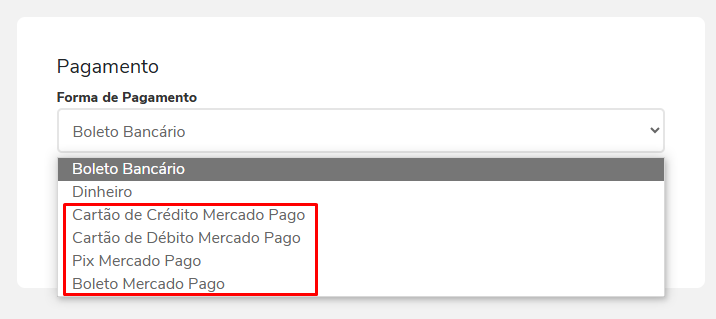 Pagamento
Forma de Pagamento
Boleto Bancário
Boleto Bancário
Dinheiro
Cartão de Crédito Mercado Pago
Cartão de Débito Mercado Pago
Pix Mercado Pago
Boleto Mercado Pago